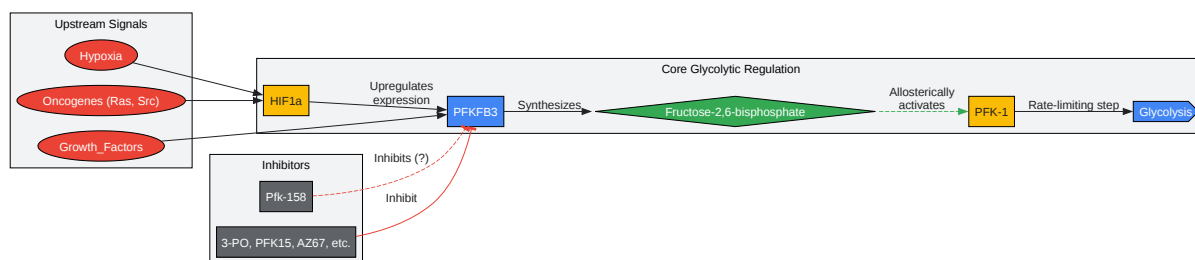 Upstream Signals
Hypoxia
Oncogenes (Ras, Src)
Growth_Factors
Core Glycolytic Regulation
HIF1a
Upregulates
expression
PFKFB3
Synthesizes
Fructose-2,6-bisphosphate
Allosterically
activates
PFK-1
Rate-limiting step
Glycolysis
Inhibitors
Pfk-158
Inhibits (?)
3-PO, PFK15, AZ67, etc.
Inhibit